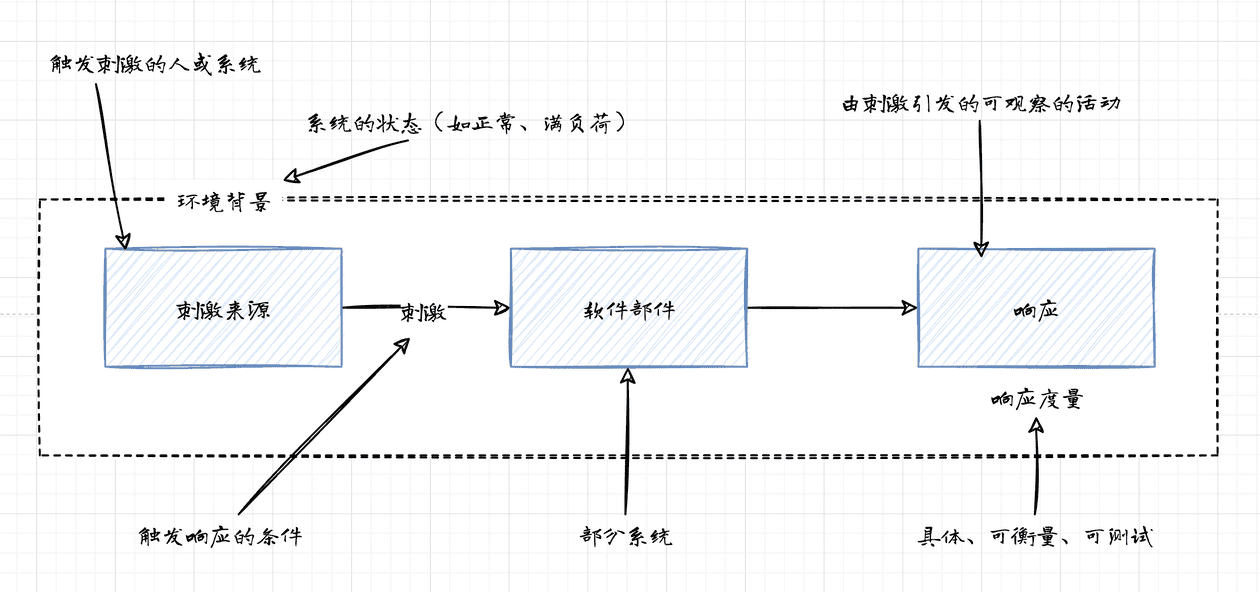 触发刺激的人或系统
由刺激引发的可观察的活动
系统的状态（如正常、满负荷）
环境背景
刺激来源
刺激
软件部件
响应
响应度量
触发响应的条件
部分系统
具体、可衡量、可测试